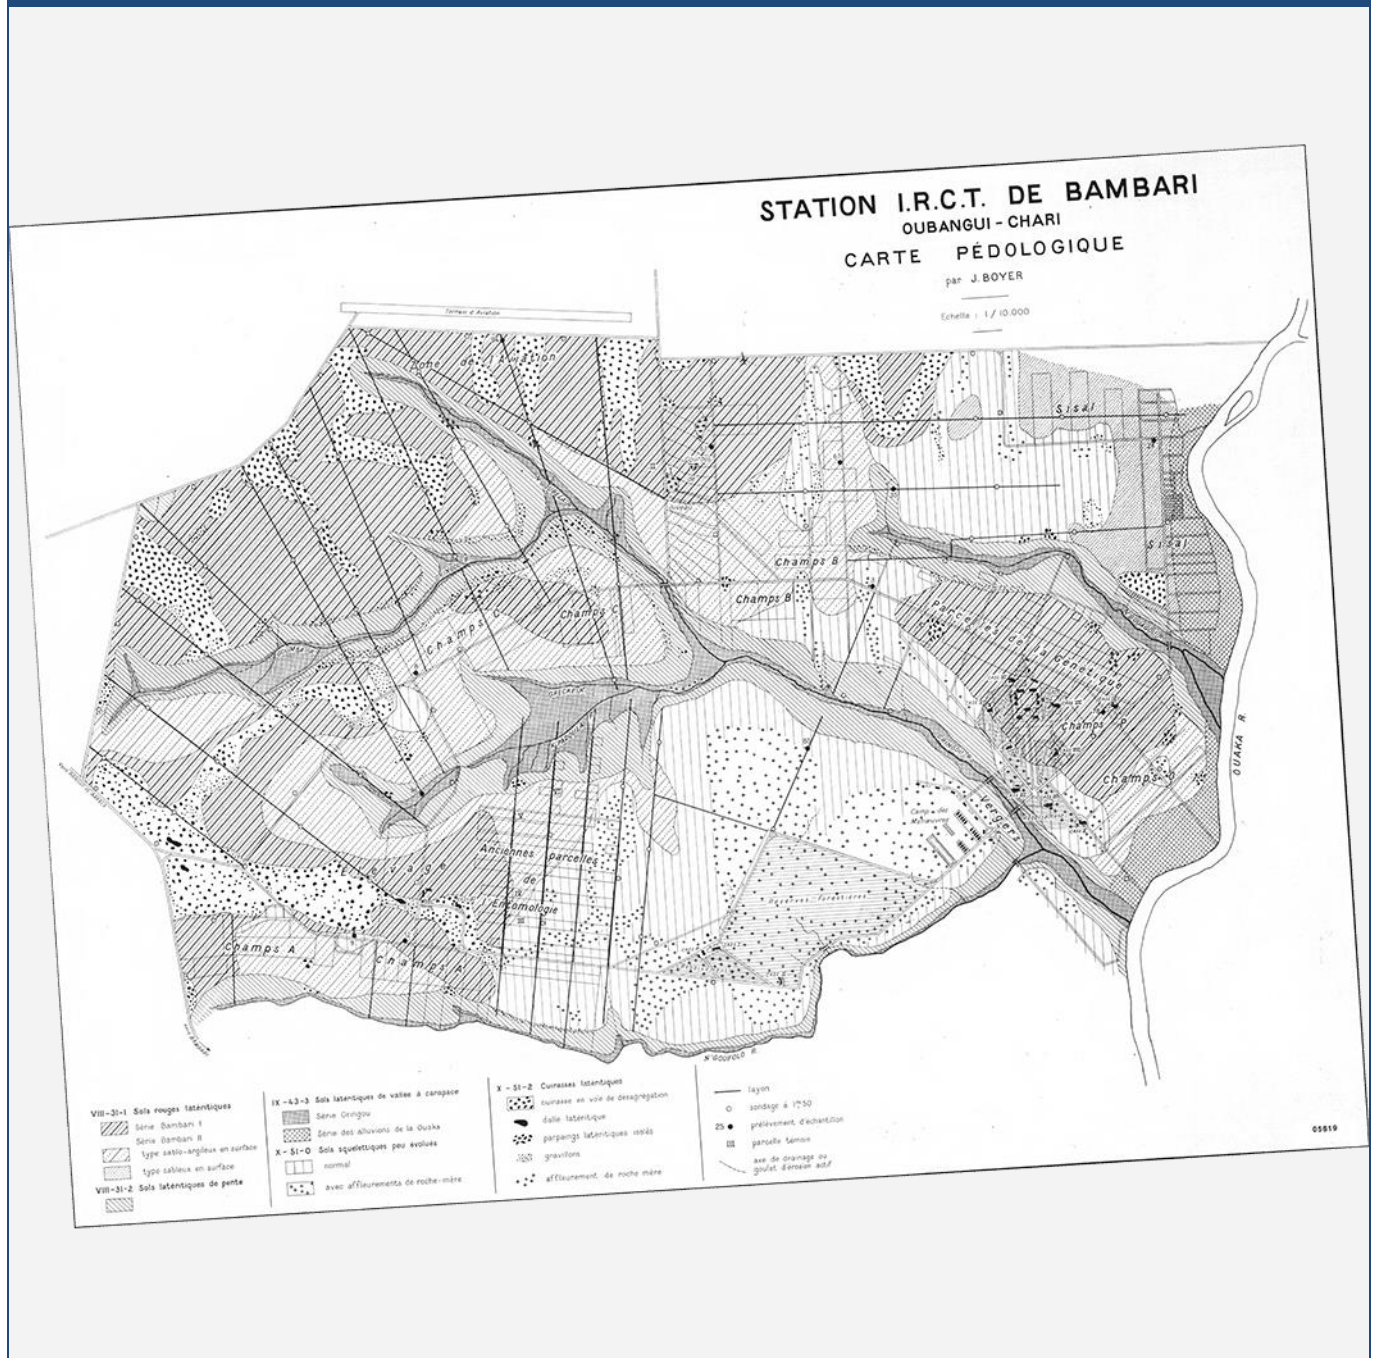 STATION I.R.C.T. DE BAMBARI
OUBANGUI - CHARI
CARTE PÉDOLOGIQUE
par J. BOYER
Echelle : 1 / 10.000
Terrain d'Aviation
Zone de l'Aviation
Sisal
Sisal
Champs B
Champs B
Champs C
Champs C
Parcelles de la Génétique
Champs P
Champs D
OUAKA R.
Vergers
Camp des
Manoeuvres
Anciennes parcelles
de
Entomologie
Elevage
Réserves forestières
Champs A
Champs A
N'GOUFOLO R.
VIII-31-1 Sols rouges latéritiques
Série Bambari I
Série Bambari II
type sablo-argileux en surface
type sableux en surface
VIII-31-2 Sols latéritiques de pente
IX-43-3 Sols latéritiques de vallée à carapace
Série Gringou
Série des alluvions de la Ouaka
X-51-0 Sols squelettiques peu évolués
normal
avec affleurements de roche-mère
X-51-2 Cuirasses latéritiques
cuirasse en voie de désagrégation
dalle latéritique
parpaings latéritiques isolés
gravillons
affleurement de roche mère
layon
sondage à 1m50
25 prélèvement d'échantillon
parcelle témoin
axe de drainage ou
goulet d'érosion actif
05619